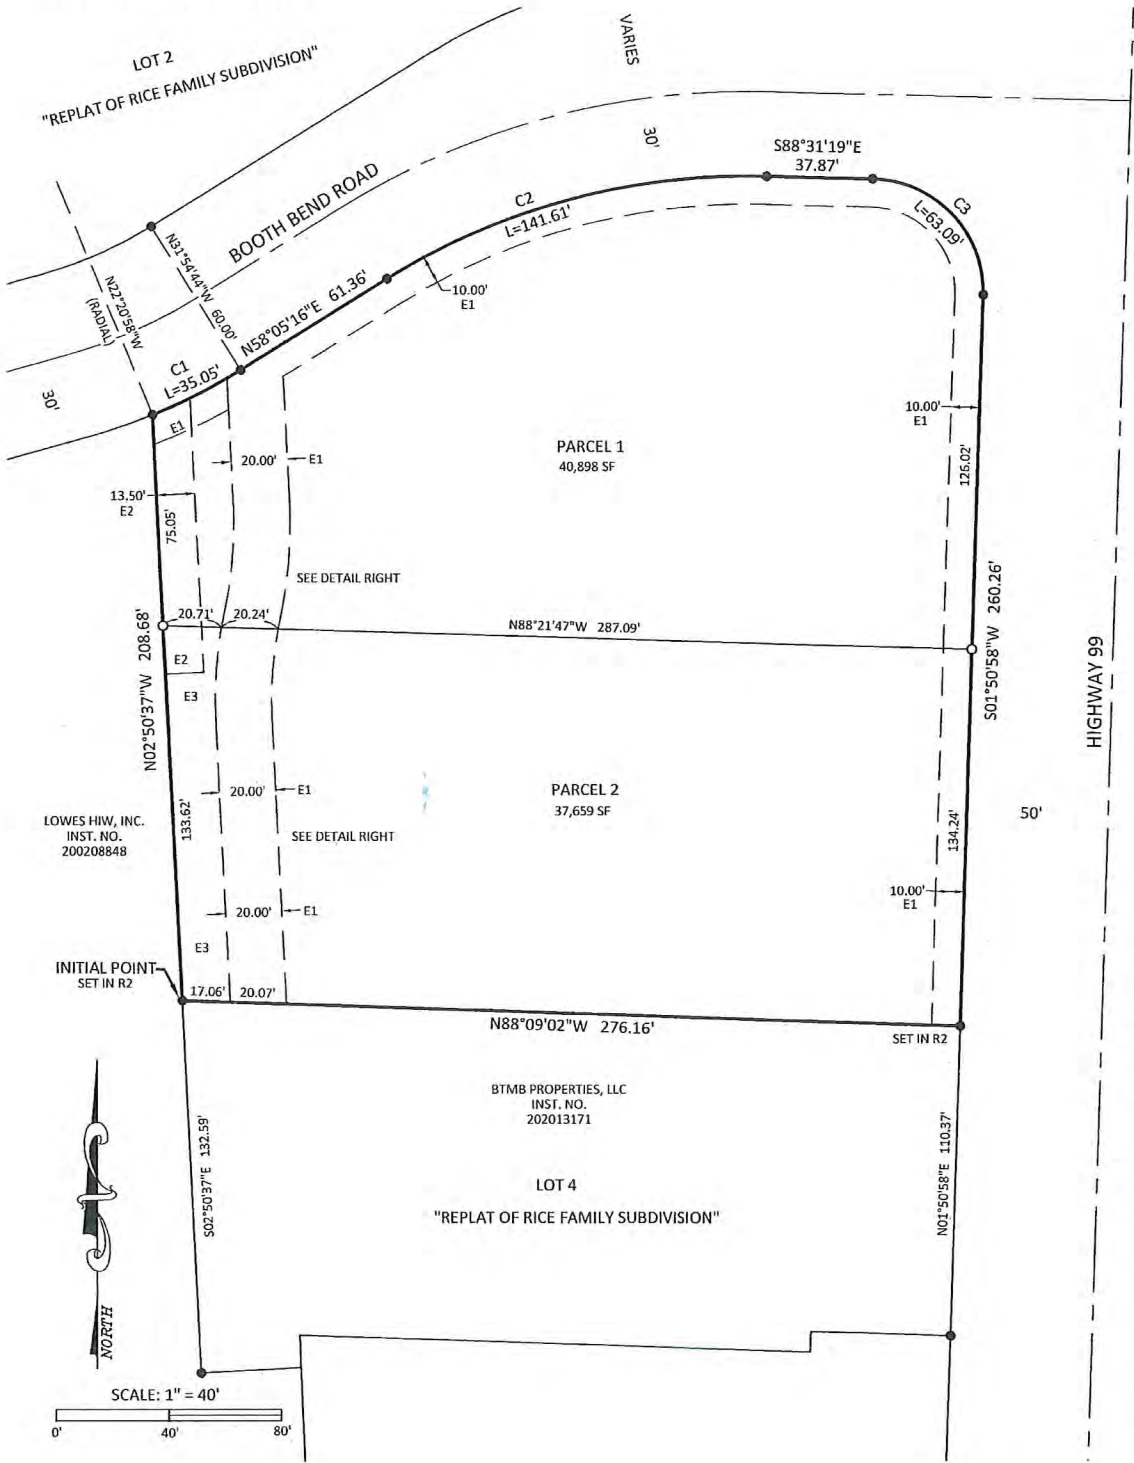 LOT 2
"REPLAT OF RICE FAMILY SUBDIVISION"
VARIES
30'
S88°31'19"E
37.87'
C2
L=141.61'
C3
L=63.09'
BOOTH BEND ROAD
N31°54'44"W 60.00'
N22°20'58"W
(RADIAL)
N58°05'16"E 61.36'
10.00'
E1
C1
L=35.05'
30'
E1
10.00'
E1
PARCEL 1
40,898 SF
20.00'
E1
126.02'
13.50'
E2
75.05'
SEE DETAIL RIGHT
20.71'
20.24'
N88°21'47"W 287.09'
S01°50'58"W 260.26'
N02°50'37"W 208.68'
E2
E3
HIGHWAY 99
PARCEL 2
37,659 SF
20.00'
E1
50'
LOWES HIW, INC.
INST. NO.
200208848
133.62'
SEE DETAIL RIGHT
134.24'
10.00'
E1
20.00'
E1
E3
INITIAL POINT
SET IN R2
17.06'
20.07'
N88°09'02"W 276.16'
SET IN R2
BTMB PROPERTIES, LLC
INST. NO.
202013171
S02°50'37"E 132.59'
N01°50'58"E 110.37'
LOT 4
"REPLAT OF RICE FAMILY SUBDIVISION"
NORTH
SCALE: 1" = 40'
0'
40'
80'